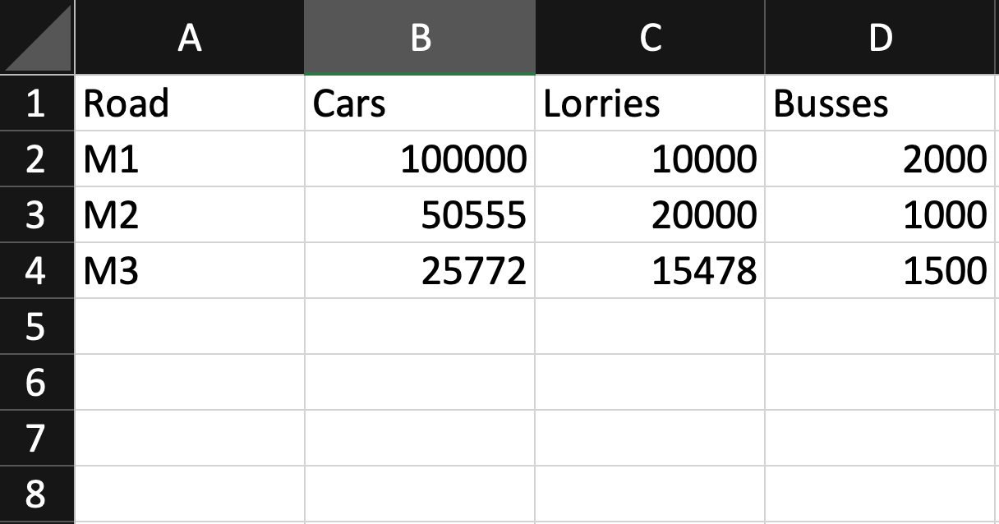 A B C D
1 Road Cars Lorries Busses
2 M1 100000 10000 2000
3 M2 50555 20000 1000
4 M3 25772 15478 1500
5
6
7
8